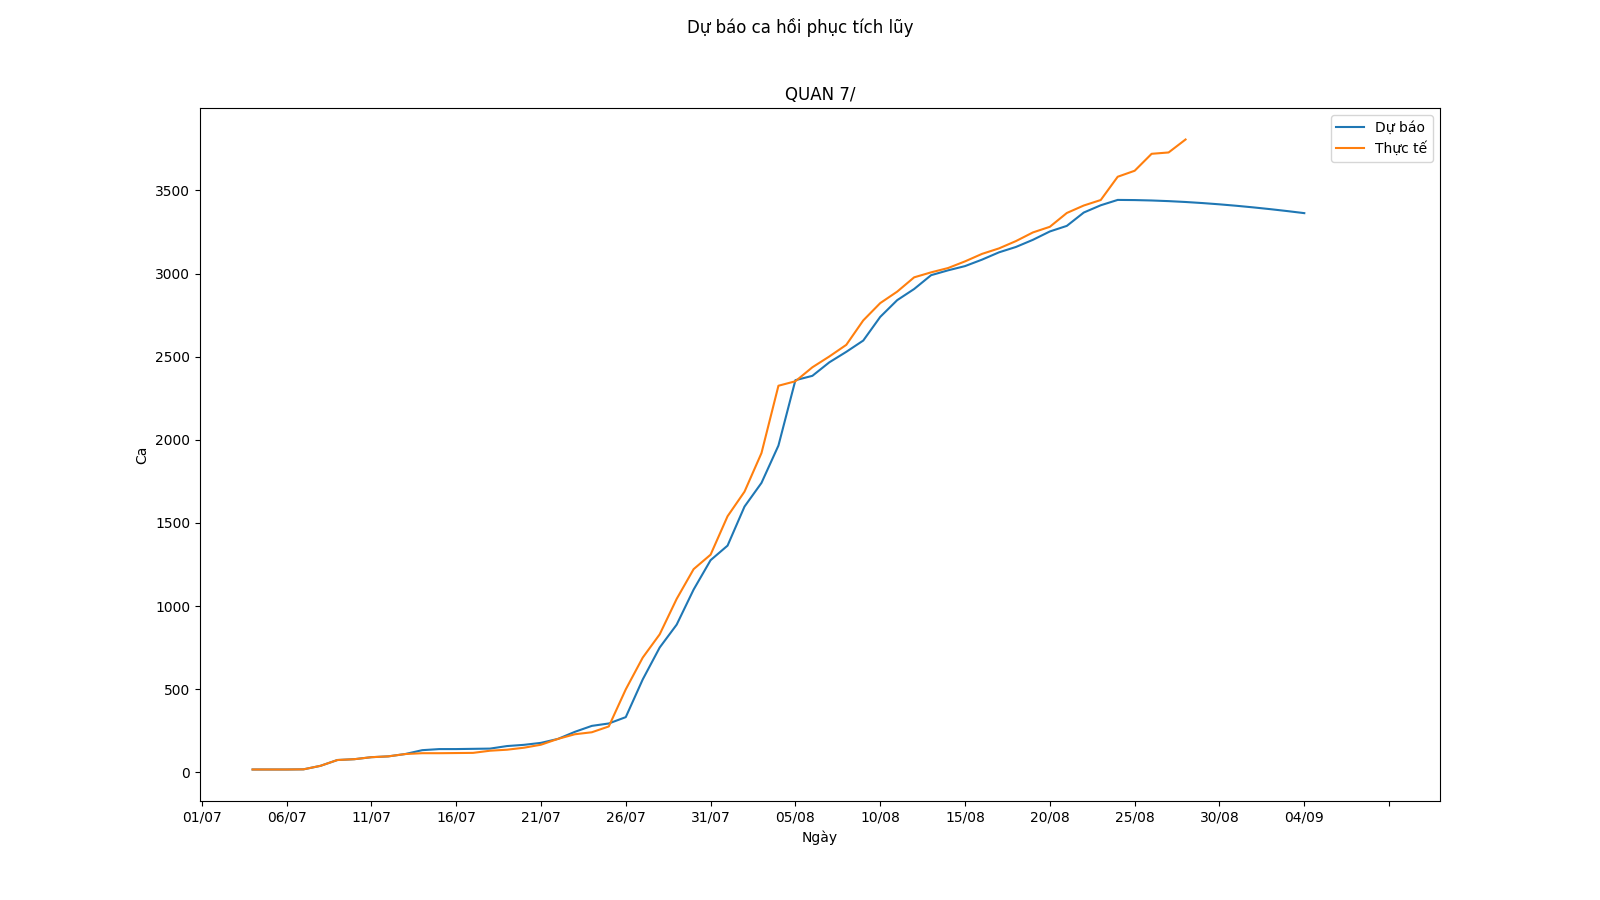 Dự báo ca hồi phục tích lũy
QUAN 7/
Dự báo
Thực tế
3500
3000
2500
2000
1500
1000
500
0
Ca
01/07 06/07 11/07 16/07 21/07 26/07 31/07 05/08 10/08 15/08 20/08 25/08 30/08 04/09
Ngày